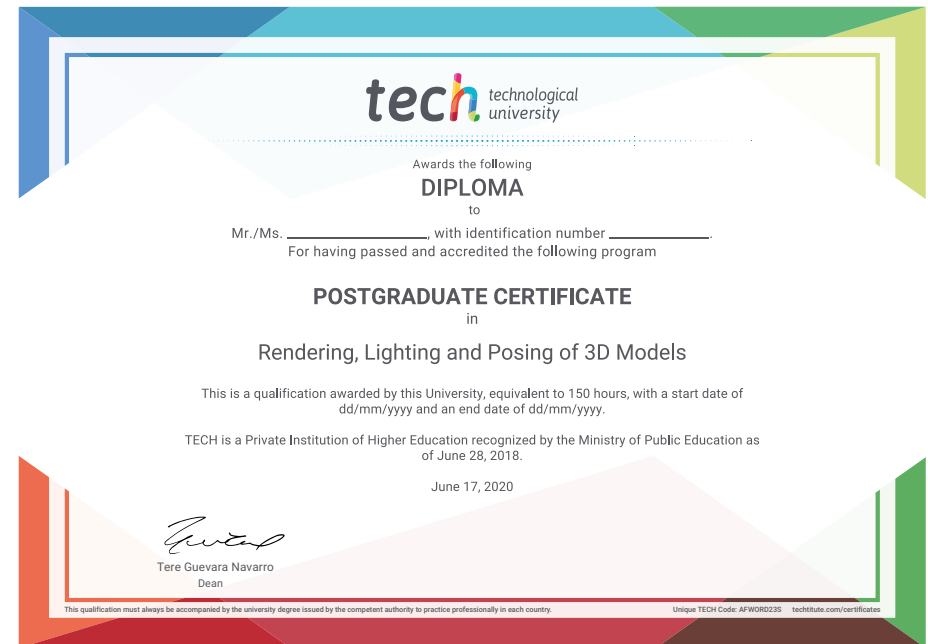 tech technological
university
Awards the following
DIPLOMA
to
Mr./Ms. ____________________, with identification number ______________.
For having passed and accredited the following program
POSTGRADUATE CERTIFICATE
in
Rendering, Lighting and Posing of 3D Models
This is a qualification awarded by this University, equivalent to 150 hours, with a start date of
dd/mm/yyyy and an end date of dd/mm/yyyy.
TECH is a Private Institution of Higher Education recognized by the Ministry of Public Education as
of June 28, 2018.
June 17, 2020
Tere Guevara Navarro
Dean
This qualification must always be accompanied by the university degree issued by the competent authority to practice professionally in each country. Unique TECH Code: AFWORD23S techtitute.com/certificates